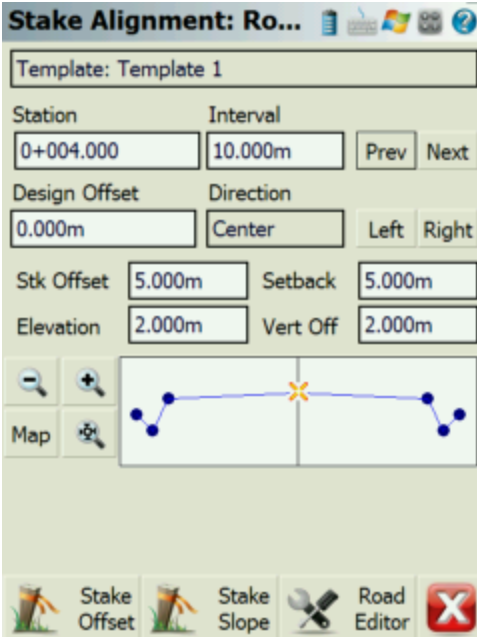 Stake Alignment: Ro...
Template: Template 1
Station Interval
0+004.000 10.000m Prev Next
Design Offset Direction
0.000m Center Left Right
Stk Offset 5.000m Setback 5.000m
Elevation 2.000m Vert Off 2.000m
Map
Stake Offset
Stake Slope
Road Editor